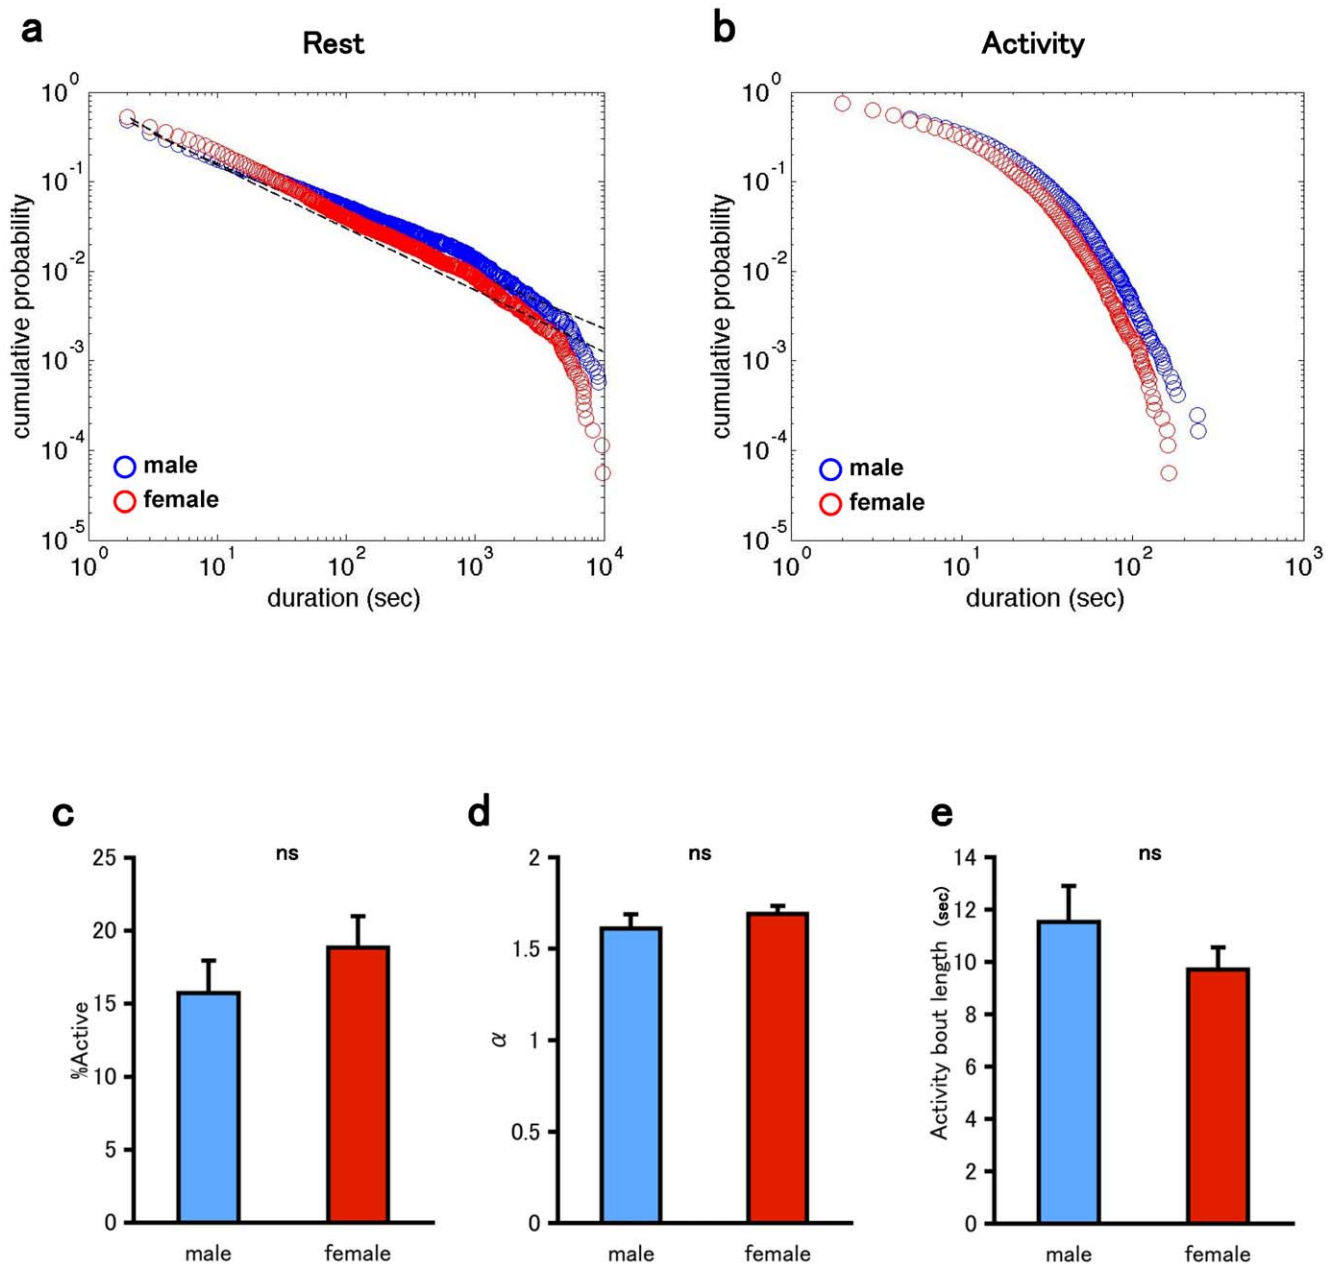 a
Rest
10^0
10^-1
10^-2
10^-3
10^-4
10^-5
cumulative probability
male
female
10^0 10^1 10^2 10^3 10^4
duration (sec)
b
Activity
10^0
10^-1
10^-2
10^-3
10^-4
10^-5
cumulative probability
male
female
10^0 10^1 10^2 10^3
duration (sec)
c
ns
25
20
15
10
5
0
%Active
male female
d
ns
2
1.5
1
0.5
0
α
male female
e
ns
14
12
10
8
6
4
2
0
Activity bout length (sec)
male female